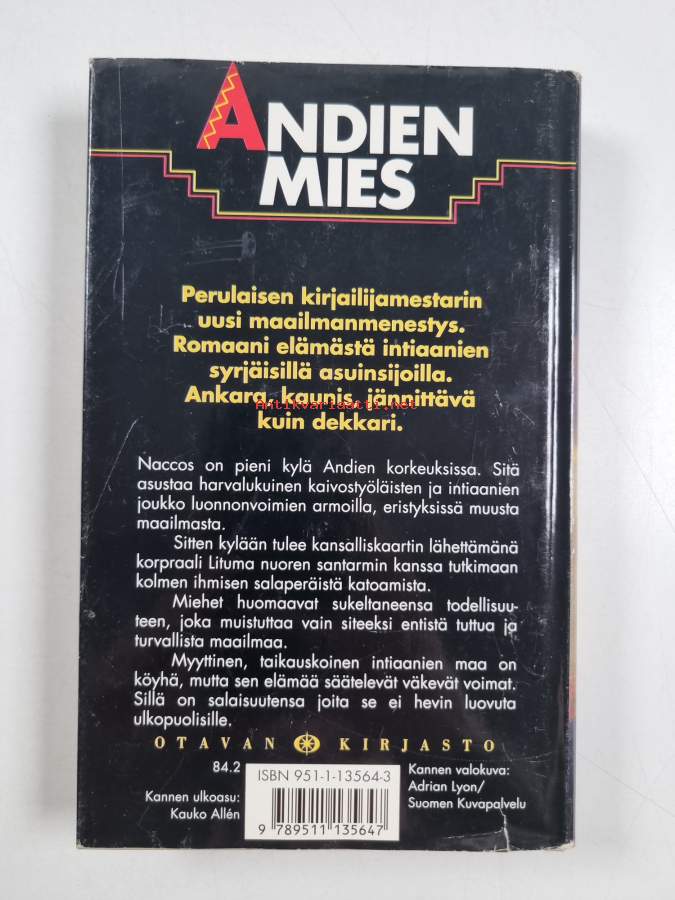 ANDIEN
MIES
Perulaisen kirjailijamestarin
uusi maailmanmenestys.
Romaani elämästä intiaanien
syrjäisillä asuinsijoilla.
Ankara, kaunis, jännittävä
Antikvariaatti.net
kuin dekkari.
Naccos on pieni kylä Andien korkeuksissa. Sitä
asustaa harvalukuinen kaivostyöläisten ja intiaanien
joukko luonnonvoimien armoilla, eristyksissä muusta
maailmasta.
Sitten kylään tulee kansalliskaartin lähettämänä
korpraali Lituma nuoren santarmin kanssa tutkimaan
kolmen ihmisen salaperäistä katoamista.
Miehet huomaavat sukeltaneensa todellisuu-
teen, joka muistuttaa vain siteeksi entistä tuttua ja
turvallista maailmaa.
Myyttinen, taikauskoinen intiaanien maa on
köyhä, mutta sen elämää säätelevät väkevät voimat.
Sillä on salaisuutensa joita se ei hevin luovuta
ulkopuolisille.
OTAVAN KIRJASTO
84.2
Kannen ulkoasu:
Kauko Allén
ISBN 951-1-13564-3
9 789511 135647
Kannen valokuva:
Adrian Lyon/
Suomen Kuvapalvelu